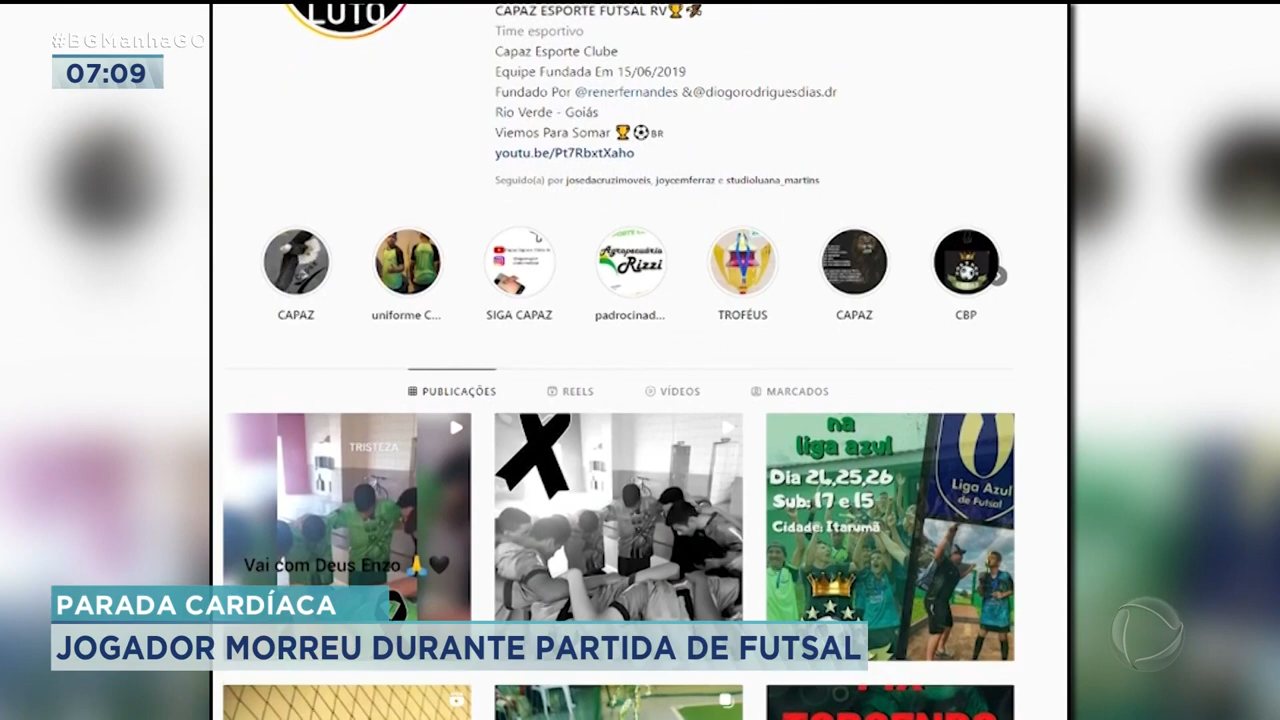 LUTO
CAPAZ ESPORTE FUTSAL RV
Time esportivo
Capaz Esporte Clube
Equipe Fundada Em 15/06/2019
Fundado Por @renerfernandes &@diogorodriguesdias.dr
Rio Verde - Goiás
Viemos Para Somar BR
youtu.be/Pt7RbxtXaho
Seguido(a) por josedacruzimoveis, joycemferraz e studioluana_martins
#BGManhaGO
07:09
Agropecuária
Rizzi
CAPAZ
uniforme C...
SIGA CAPAZ
padrocinad...
TROFÉUS
CAPAZ
CBP
PUBLICAÇÕES
REELS
VÍDEOS
MARCADOS
TRISTEZA
Vai com Deus Enzo
na
liga azul
Dia 24,25,26
Sub: 17 e 15
Cidade: Itarumã
Liga Azul
de Futsal
PARADA CARDÍACA
JOGADOR MORREU DURANTE PARTIDA DE FUTSAL